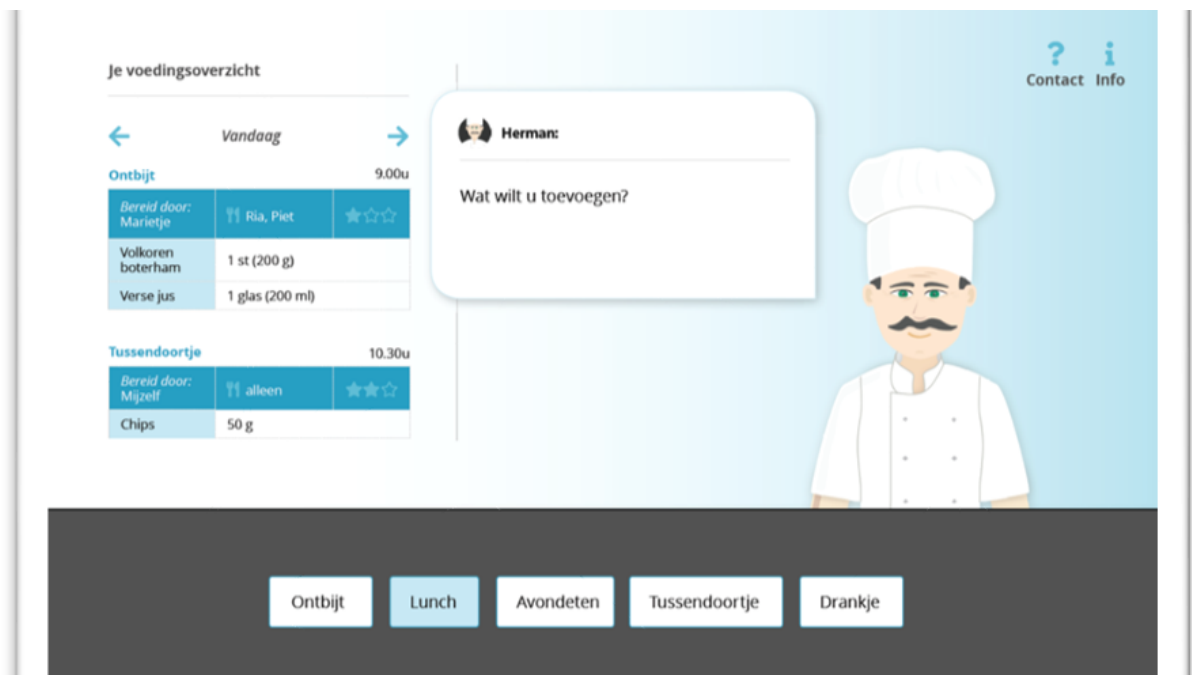 Je voedingsoverzicht
Vandaag
Ontbijt 9.00u
Bereid door:
Marietje
Ria, Piet
Volkoren
boterham
1 st (200 g)
Verse jus 1 glas (200 ml)
Tussendoortje 10.30u
Bereid door:
Mijzelf
alleen
Chips 50 g
Herman:
Wat wilt u toevoegen?
? i
Contact Info
Ontbijt Lunch Avondeten Tussendoortje Drankje